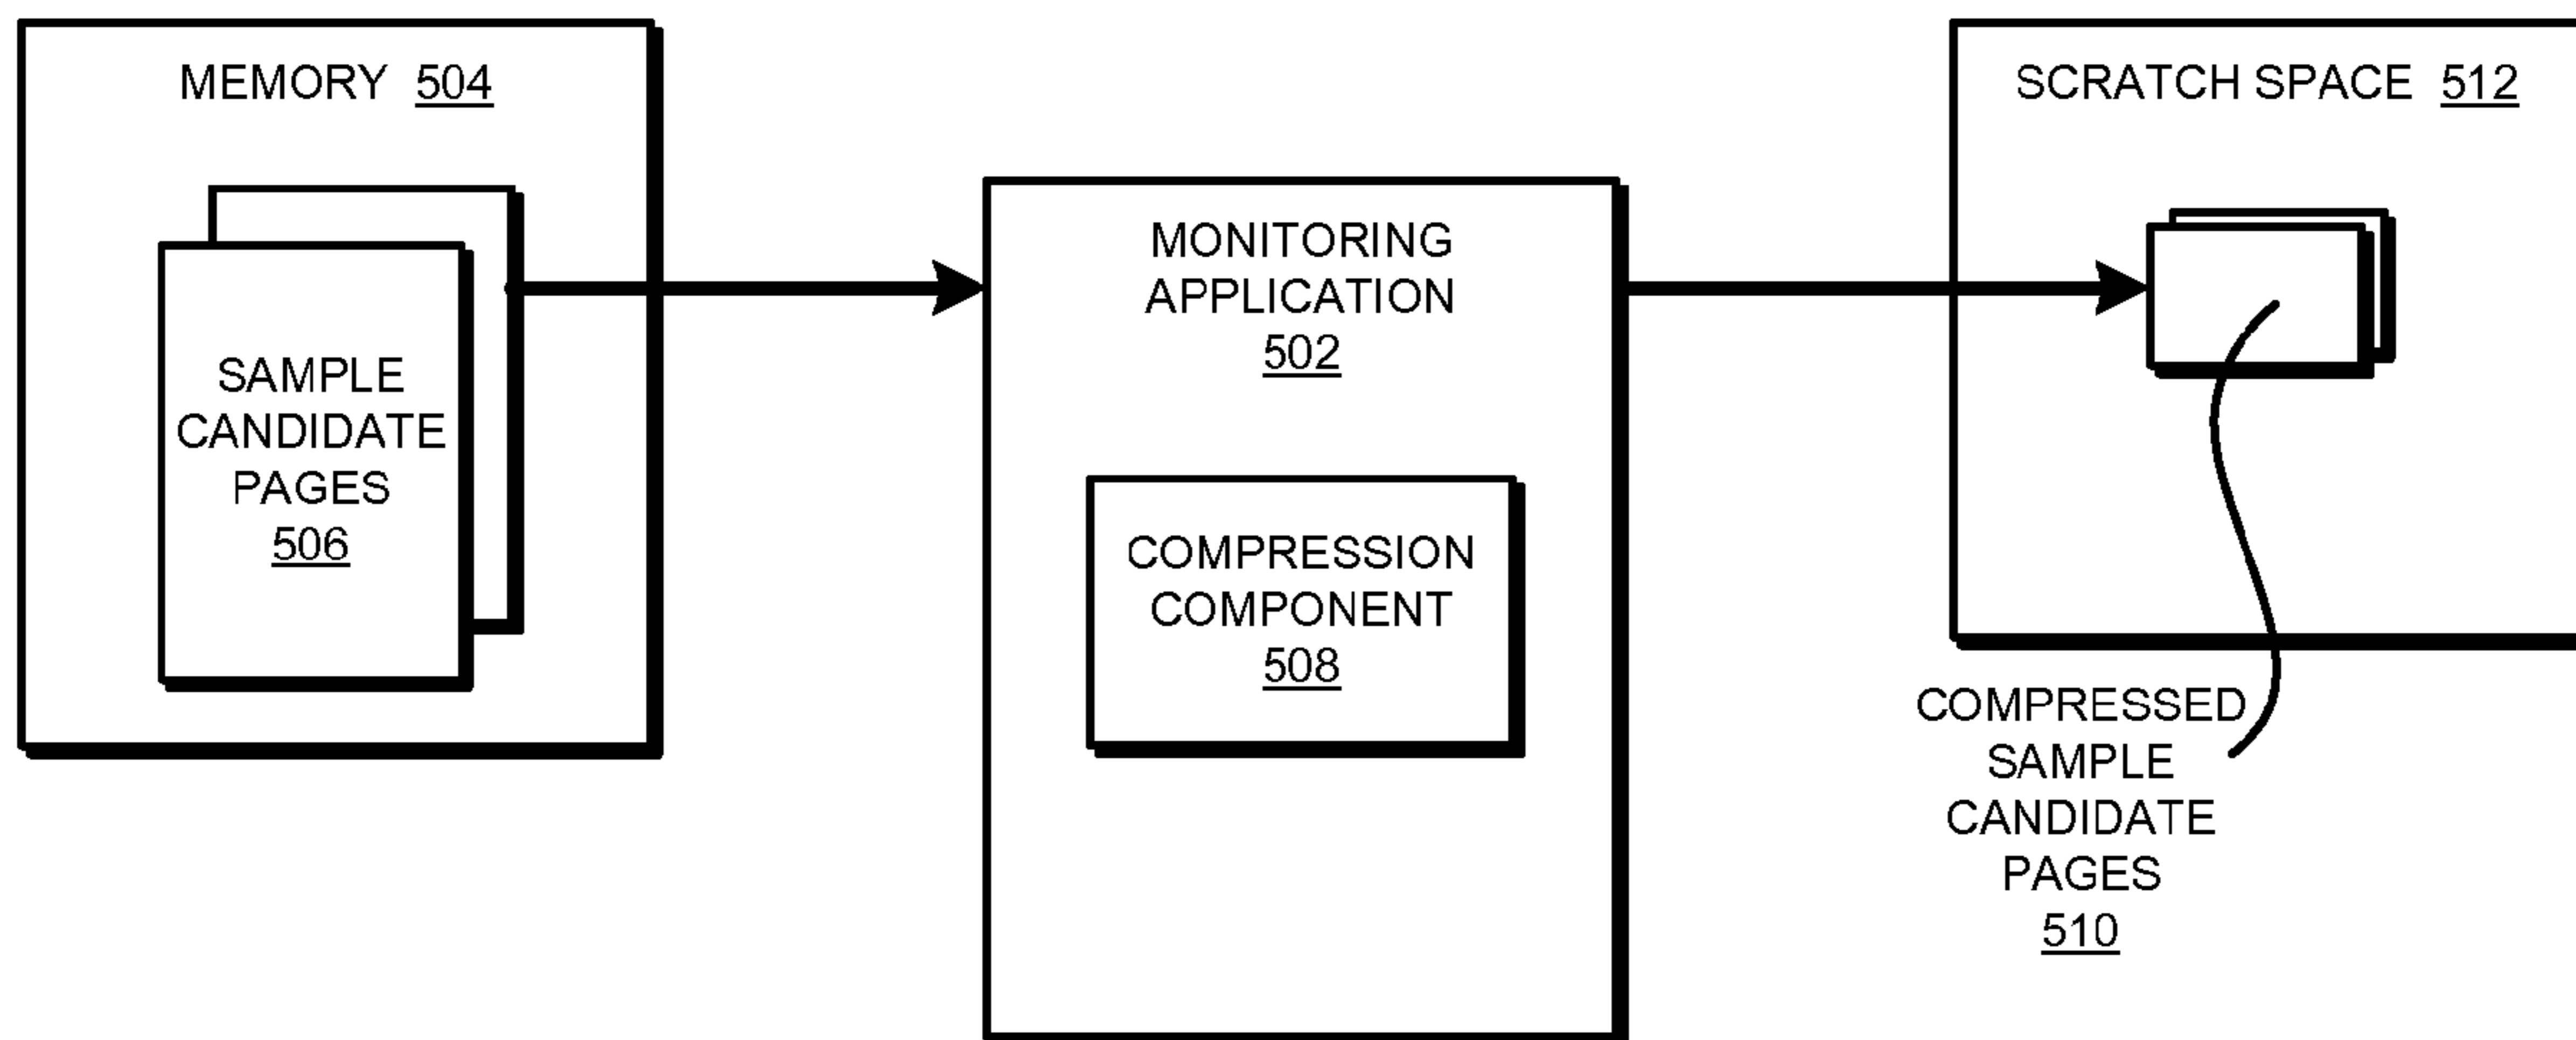 MEMORY 504
SAMPLE
CANDIDATE
PAGES
506
MONITORING
APPLICATION
502
COMPRESSION
COMPONENT
508
SCRATCH SPACE 512
COMPRESSED
SAMPLE
CANDIDATE
PAGES
510